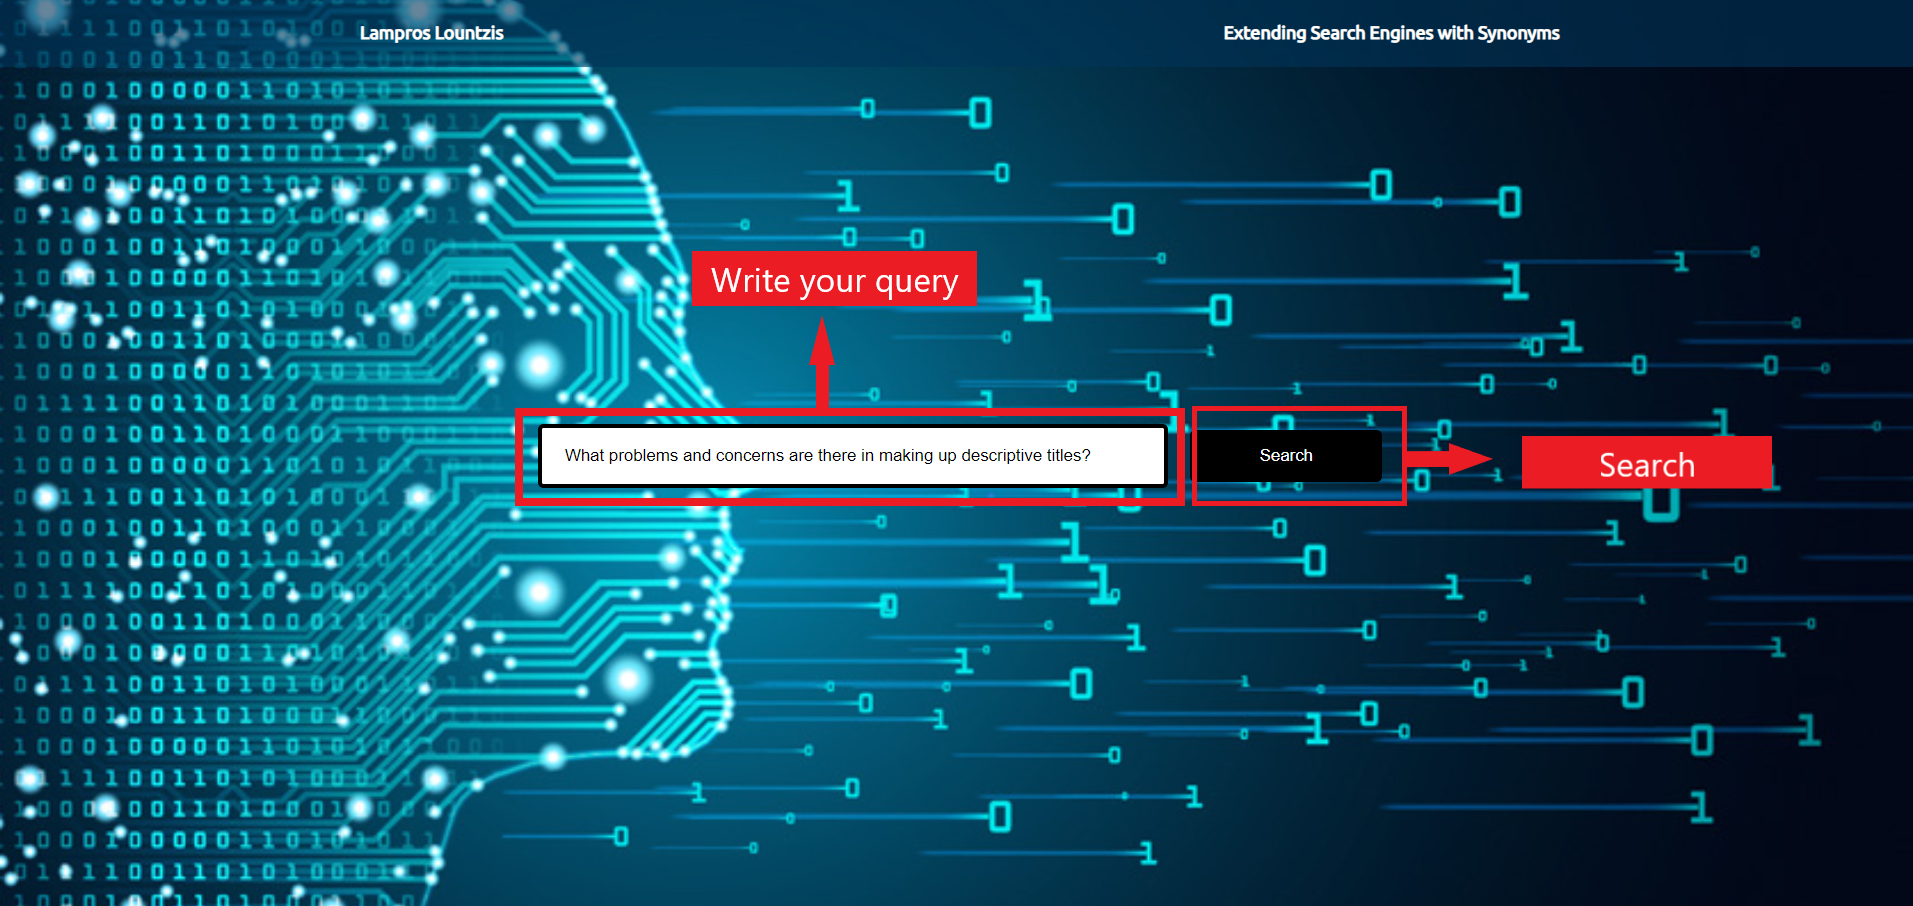 Lampros Lountzis
Extending Search Engines with Synonyms
Write your query
What problems and concerns are there in making up descriptive titles?
Search
Search